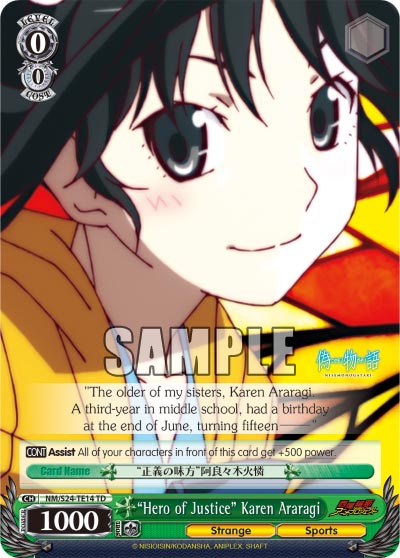 LEVEL
0
0
COST
SAMPLE
偽物語
NISEMONOGATARI
"The older of my sisters, Karen Araragi.
A third-year in middle school, had a birthday
at the end of June, turning fifteen――"
CONT Assist All of your characters in front of this card get +500 power.
Card Name "正義の味方"阿良々木火憐
CH NM/S24-TE14 TD
"Hero of Justice" Karen Araragi
POWER
1000
SOUL
Strange
Sports
© NISIOISIN/KODANSHA, ANIPLEX, SHAFT